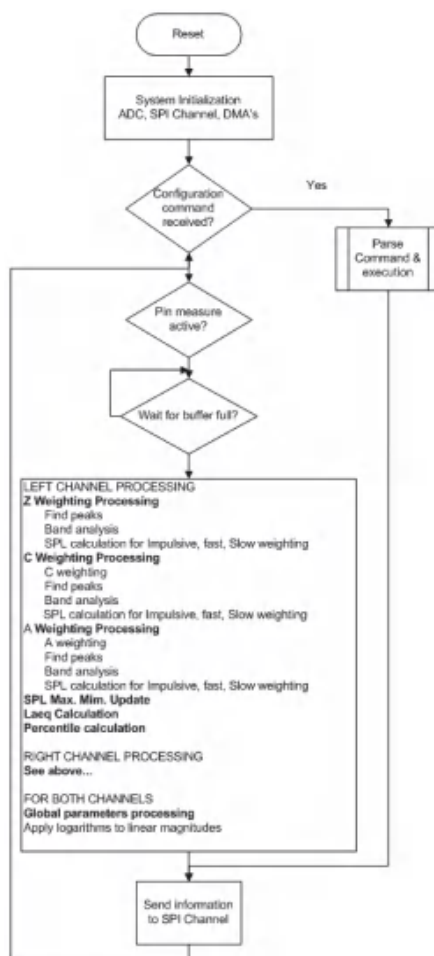 Reset
System Initialization
ADC, SPI Channel, DMA's
Configuration
command
received?
Yes
Parse
Command &
execution
Pin measure
active?
Wait for buffer full?
LEFT CHANNEL PROCESSING
Z Weighting Processing
Find peaks
Band analysis
SPL calculation for Impulsive, fast, Slow weighting
C Weighting Processing
C weighting
Find peaks
Band analysis
SPL calculation for Impulsive, fast, Slow weighting
A Weighting Processing
A weighting
Find peaks
Band analysis
SPL calculation for Impulsive, fast, Slow weighting
SPL Max. Mim. Update
Laeq Calculation
Percentile calculation
RIGHT CHANNEL PROCESSING
See above...
FOR BOTH CHANNELS
Global parameters processing
Apply logarithms to linear magnitudes
Send information
to SPI Channel